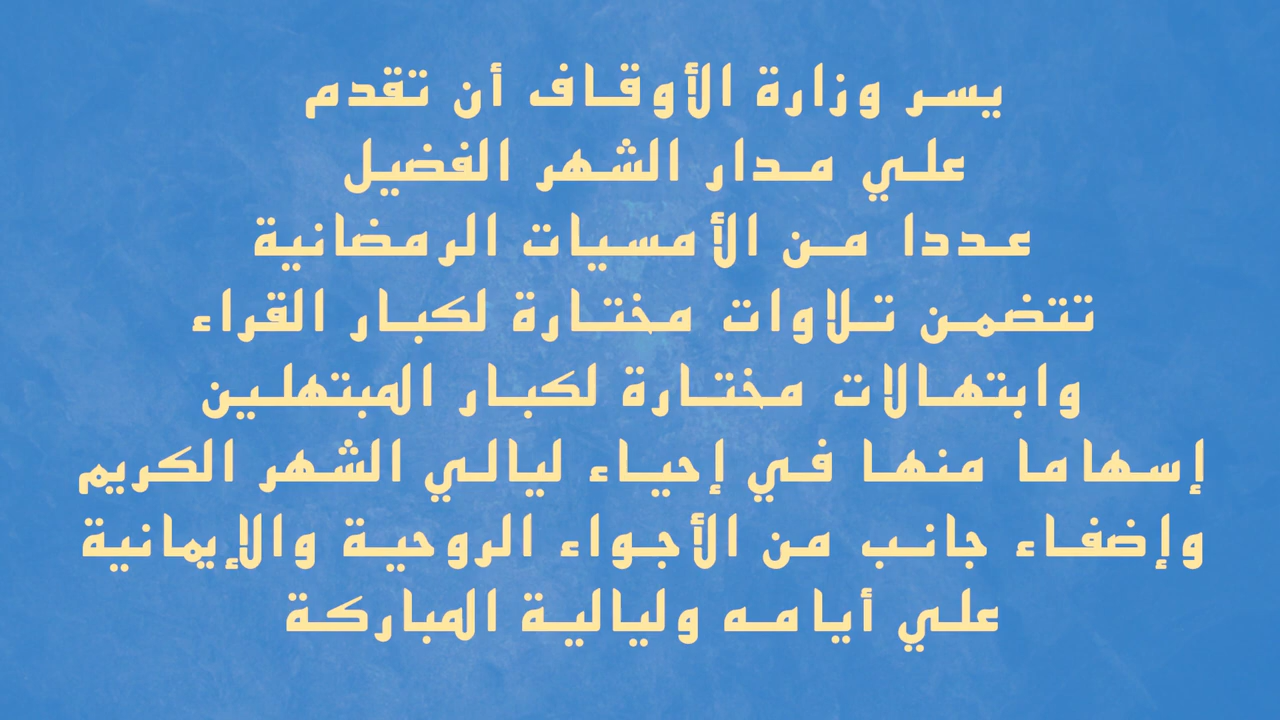 يسر وزارة الأوقاف أن تقدم
علي مدار الشهر الفضيل
عددا من الأمسيات الرمضانية
تتضمن تلاوات مختارة لكبار القراء
وابتهالات مختارة لكبار المبتهلين
إسهاما منها في إحياء ليالي الشهر الكريم
وإضفاء جانب من الأجواء الروحية والإيمانية
علي أيامه وليالية المباركة